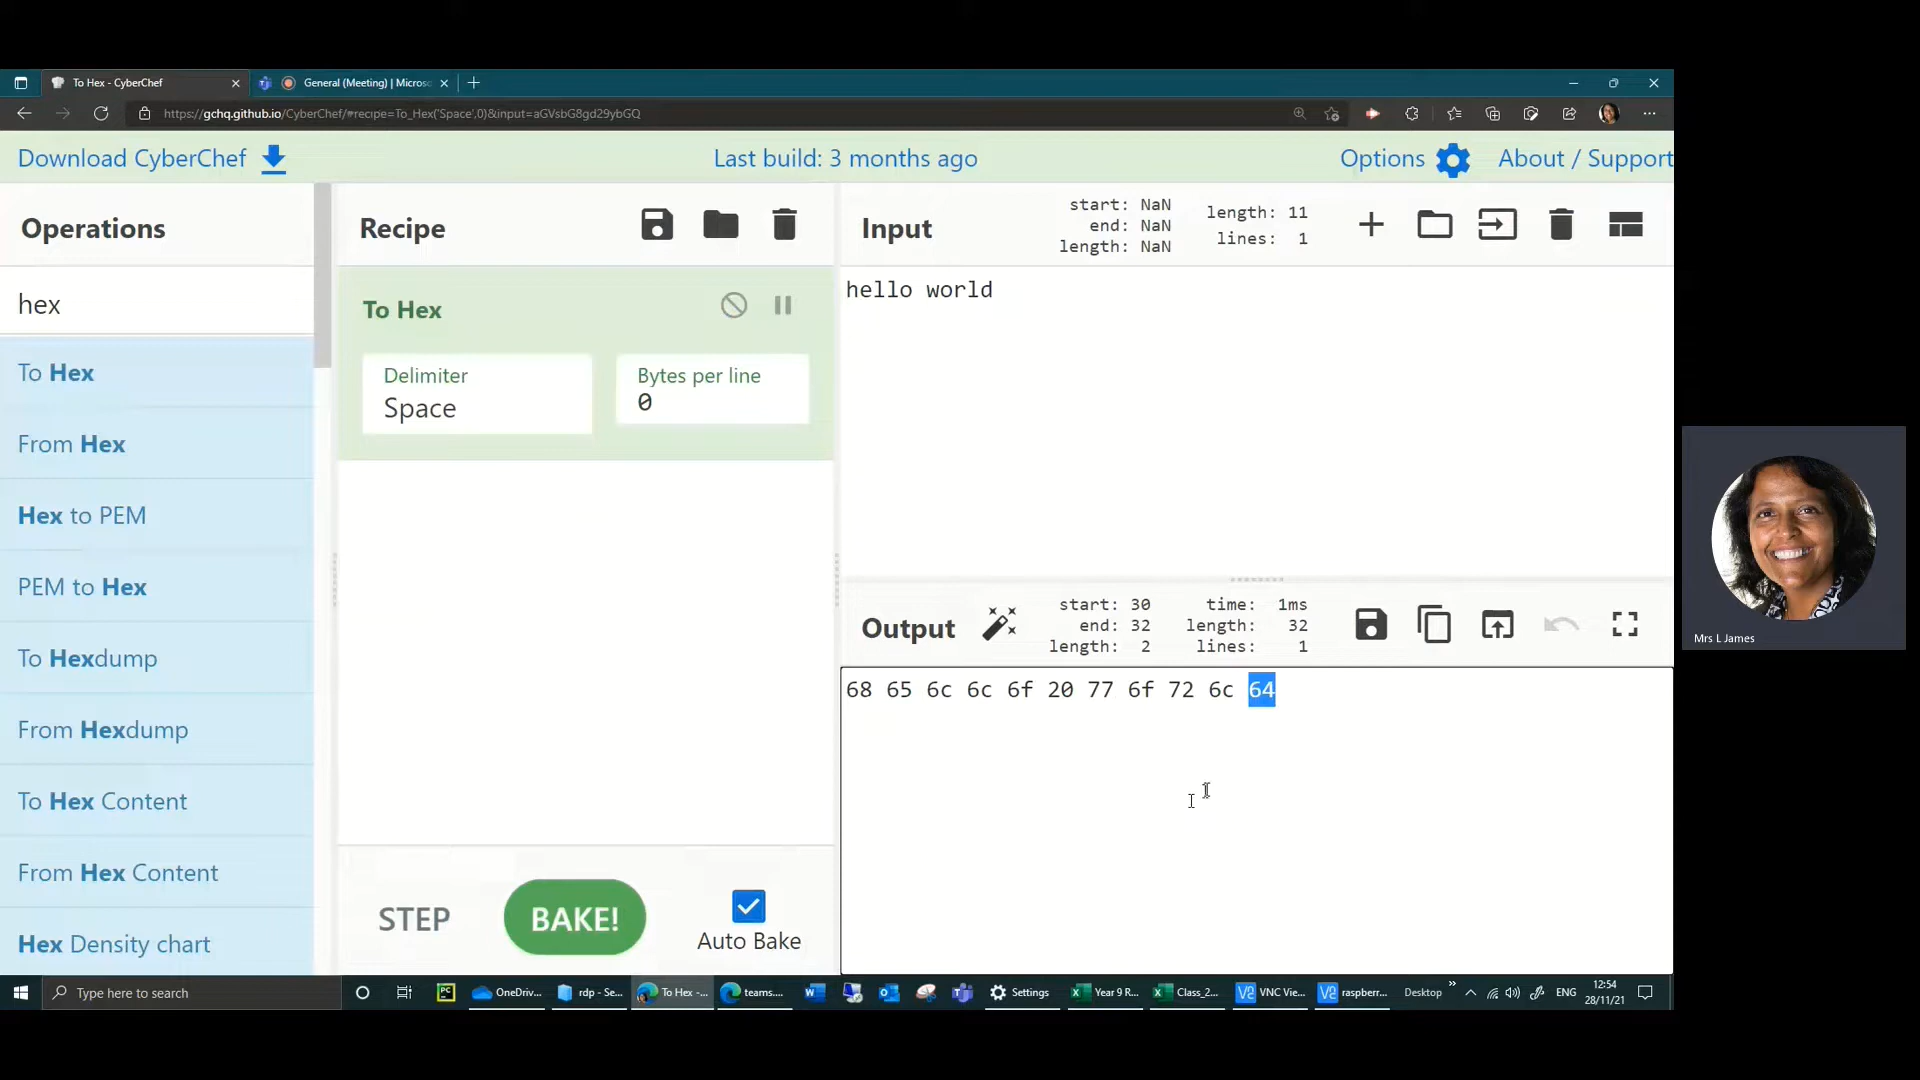 To Hex - CyberChef
General (Meeting) | Microso
https://gchq.github.io/CyberChef/#recipe=To_Hex('Space',0)&input=aGVsbG8gd29ybGQ
Download CyberChef
Last build: 3 months ago
Options
About / Support
Operations
Recipe
Input
start: NaN
end: NaN
length: NaN
length: 11
lines: 1
hex
To Hex
From Hex
Hex to PEM
PEM to Hex
To Hexdump
From Hexdump
To Hex Content
From Hex Content
Hex Density chart
To Hex
Delimiter
Space
Bytes per line
0
STEP
BAKE!
Auto Bake
hello world
Output
start: 30
end: 32
length: 2
time: 1ms
length: 32
lines: 1
68 65 6c 6c 6f 20 77 6f 72 6c 64
Mrs L James
Type here to search
PC
OneDriv...
rdp - Se...
To Hex -...
teams....
Settings
Year 9 R...
Class_2...
VNC Vie...
raspberr...
Desktop
ENG
12:54
28/11/21